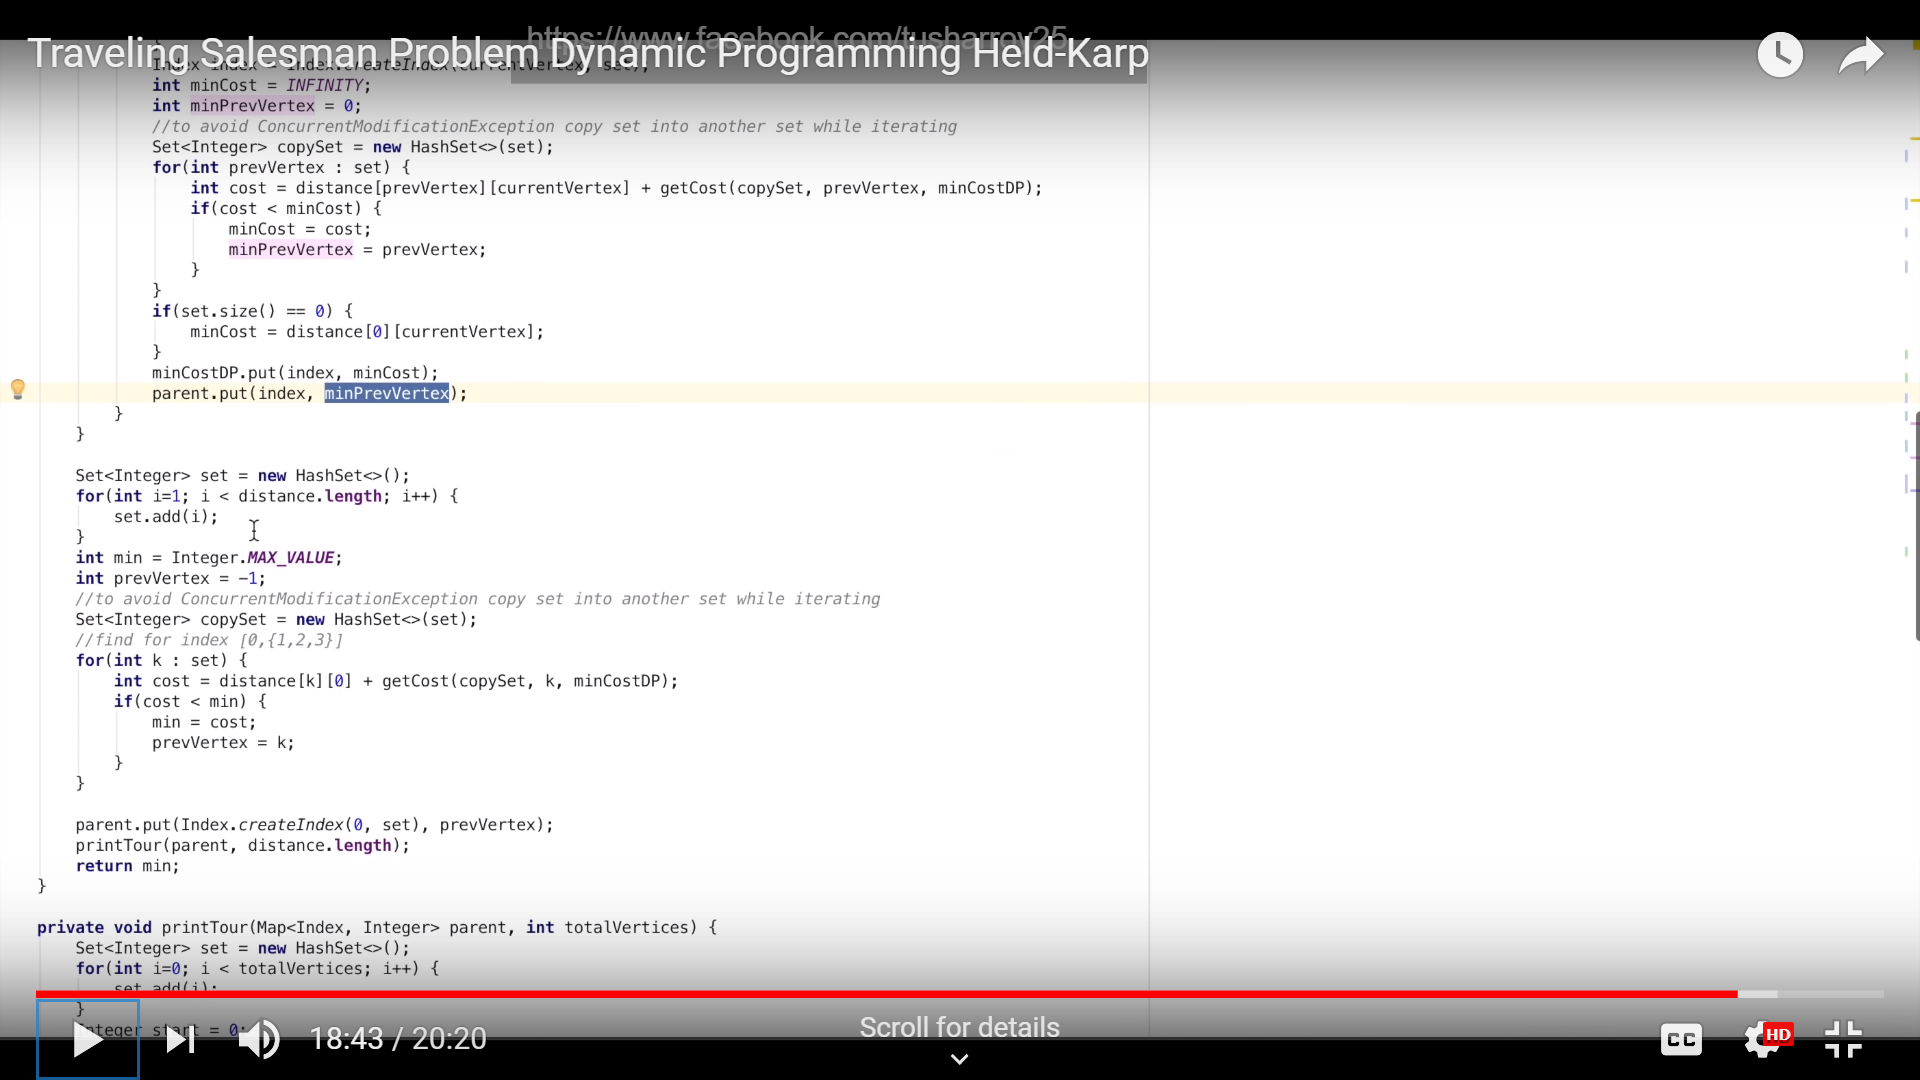 https://www.facebook.com/tusharroy25
Traveling Salesman Problem Dynamic Programming Held-Karp
Index index = Index.createIndex(currentVertex, set);
int minCost = INFINITY;
int minPrevVertex = 0;
//to avoid ConcurrentModificationException copy set into another set while iterating
Set<Integer> copySet = new HashSet<>(set);
for(int prevVertex : set) {
int cost = distance[prevVertex][currentVertex] + getCost(copySet, prevVertex, minCostDP);
if(cost < minCost) {
minCost = cost;
minPrevVertex = prevVertex;
}
}
if(set.size() == 0) {
minCost = distance[0][currentVertex];
}
minCostDP.put(index, minCost);
parent.put(index, minPrevVertex);
}
}
Set<Integer> set = new HashSet<>();
for(int i=1; i < distance.length; i++) {
set.add(i);
}
int min = Integer.MAX_VALUE;
int prevVertex = -1;
//to avoid ConcurrentModificationException copy set into another set while iterating
Set<Integer> copySet = new HashSet<>(set);
//find for index [0,{1,2,3}]
for(int k : set) {
int cost = distance[k][0] + getCost(copySet, k, minCostDP);
if(cost < min) {
min = cost;
prevVertex = k;
}
}
parent.put(Index.createIndex(0, set), prevVertex);
printTour(parent, distance.length);
return min;
}
private void printTour(Map<Index, Integer> parent, int totalVertices) {
Set<Integer> set = new HashSet<>();
for(int i=0; i < totalVertices; i++) {
set.add(i);
}
Integer start = 0;
18:43 / 20:20
Scroll for details
CC
HD